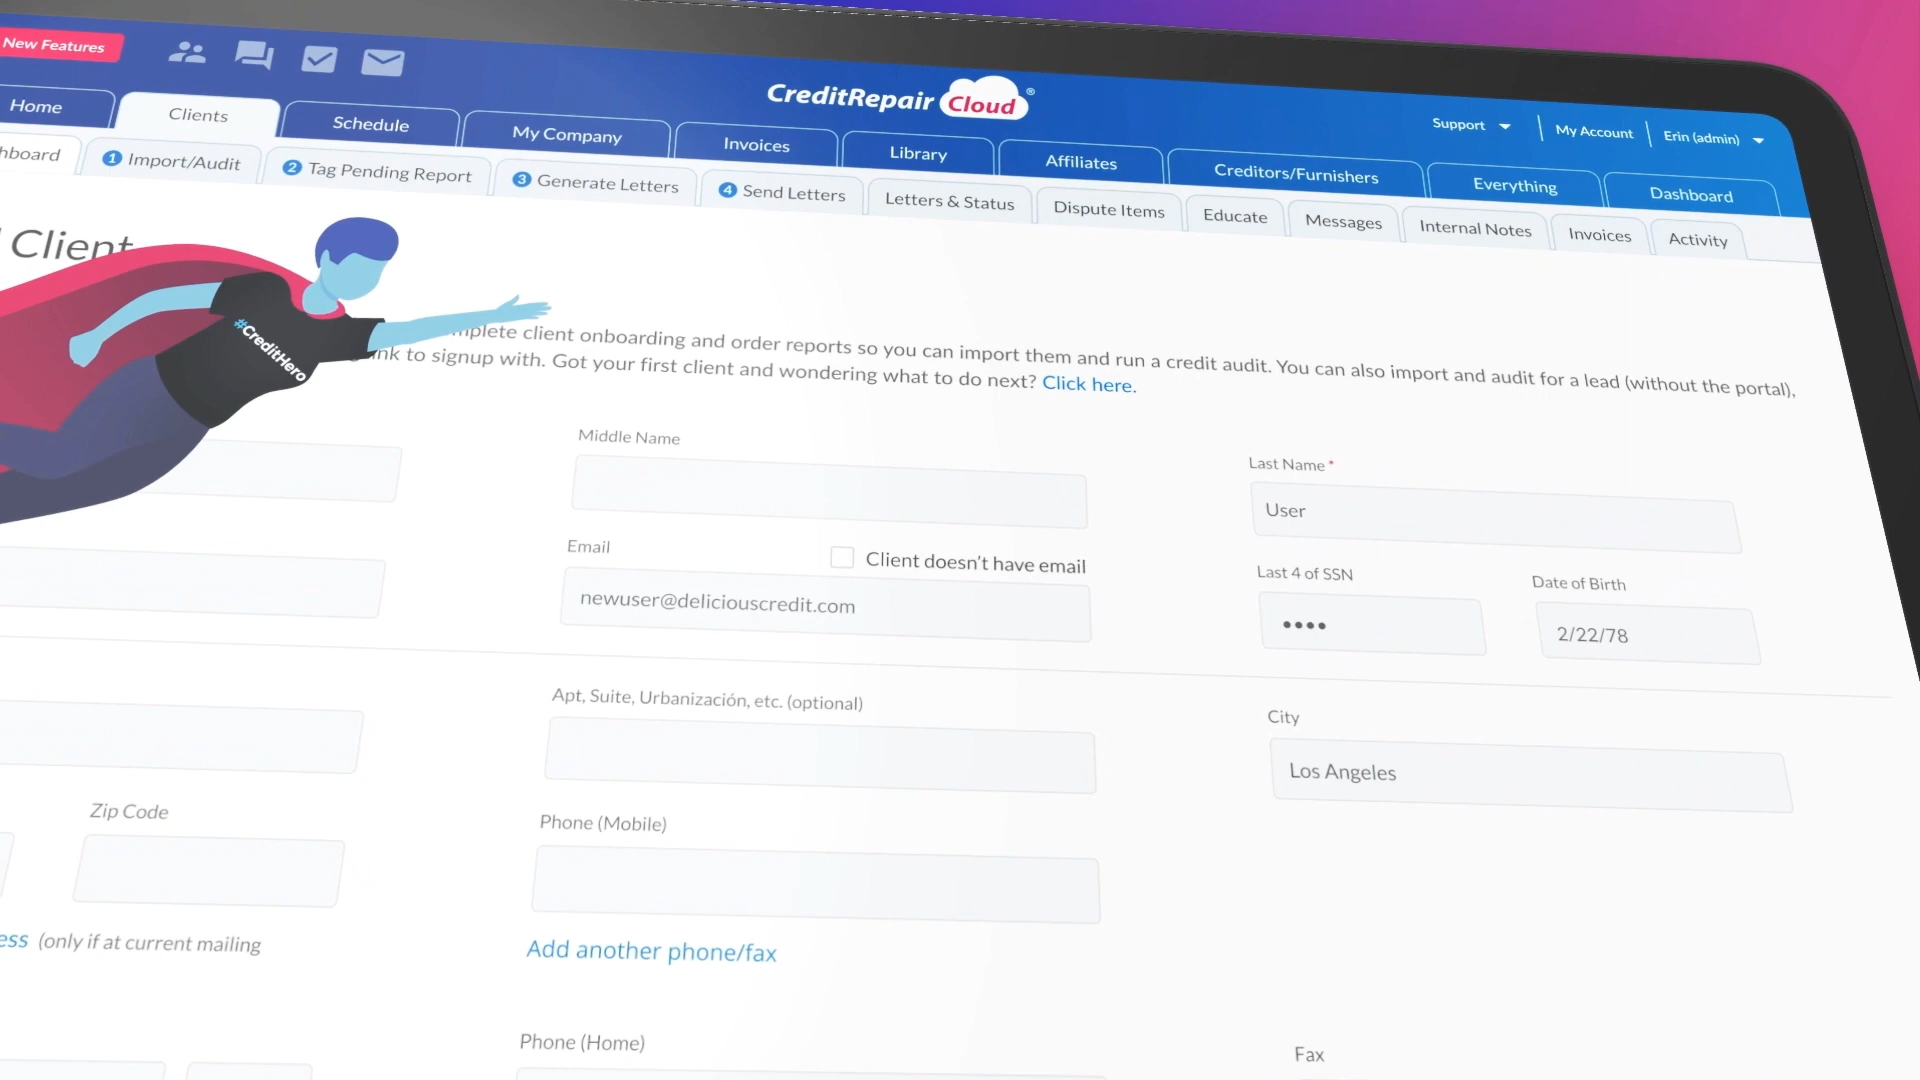 New Features
CreditRepair Cloud®
Support
My Account
Erin (admin)
Home
Clients
Schedule
My Company
Invoices
Library
Affiliates
Creditors/Furnishers
Everything
Dashboard
1 Import/Audit
2 Tag Pending Report
3 Generate Letters
4 Send Letters
Letters & Status
Dispute Items
Educate
Messages
Internal Notes
Invoices
Activity
Client
#CreditHero
client onboarding and order reports so you can import them and run a credit audit. You can also import and audit for a lead (without the portal),
to signup with. Got your first client and wondering what to do next? Click here.
Middle Name
Last Name *
User
Email
Client doesn't have email
newuser@deliciouscredit.com
Last 4 of SSN
••••
Date of Birth
2/22/78
Apt, Suite, Urbanización, etc. (optional)
City
Los Angeles
Zip Code
Phone (Mobile)
(only if at current mailing
Add another phone/fax
Phone (Home)
Fax